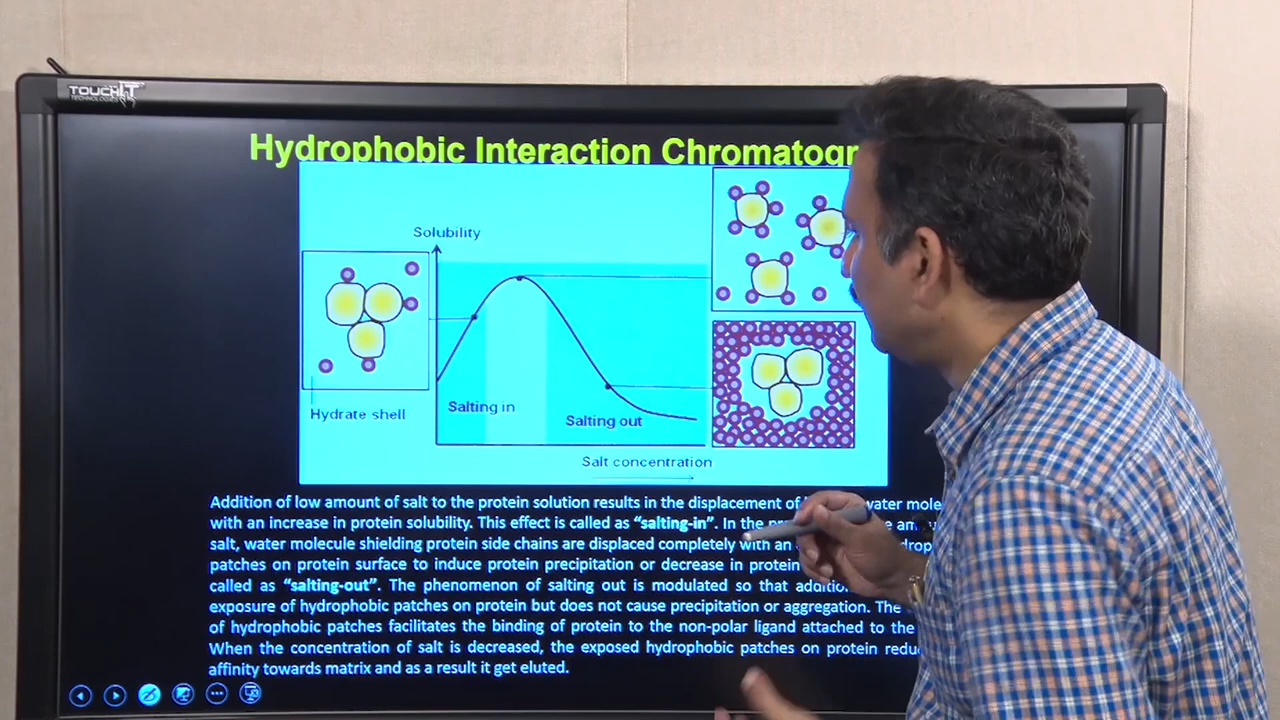 TOUCHIT
TECHNOLOGIES
Hydrophobic Interaction
Solubility
Hydrate shell
Salting in
Salting out
Salt concentration
Addition of low amount of salt to the protein solution results in the displacement of water
with an increase in protein solubility. This effect is called as “salting-in”. In the
salt, water molecule shielding protein side chains are displaced completely with an
patches on protein surface to induce protein precipitation or decrease in protein
called as “salting-out”. The phenomenon of salting out is modulated so that
exposure of hydrophobic patches on protein but does not cause precipitation or aggregation. The
of hydrophobic patches facilitates the binding of protein to the non-polar ligand attached to the
When the concentration of salt is decreased, the exposed hydrophobic patches on protein
affinity towards matrix and as a result it get eluted.